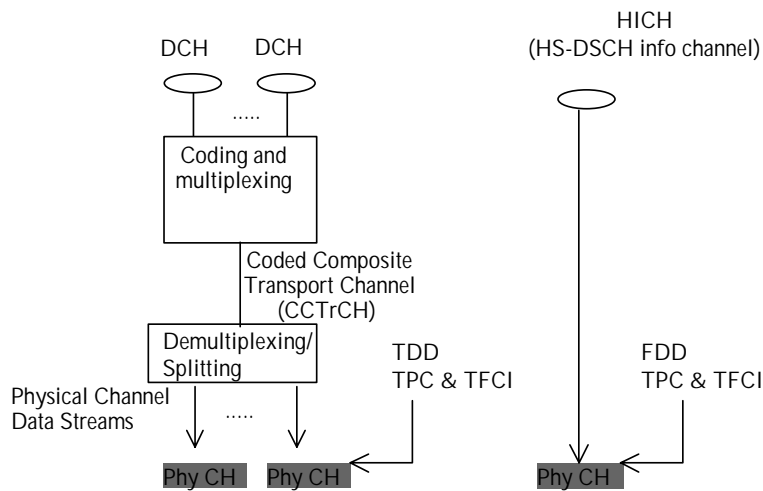 DCH
DCH
HICH
(HS-DSCH info channel)
.....
Coding and
multiplexing
Coded Composite
Transport Channel
(CCTrCH)
Demultiplexing/
Splitting
TDD
TPC & TFCI
FDD
TPC & TFCI
Physical Channel
Data Streams
.....
Phy CH
Phy CH
Phy CH